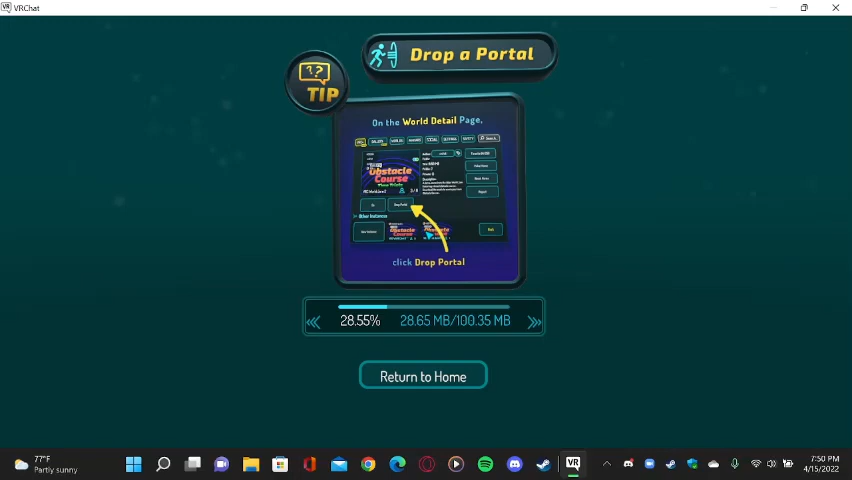 VRChat
Drop a Portal
TIP
On the World Detail Page,
Obstacle
Course
click Drop Portal
28.55% 28.65 MB/100.35 MB
Return to Home
77°F
Partly sunny
VR
7:50 PM
4/15/2022